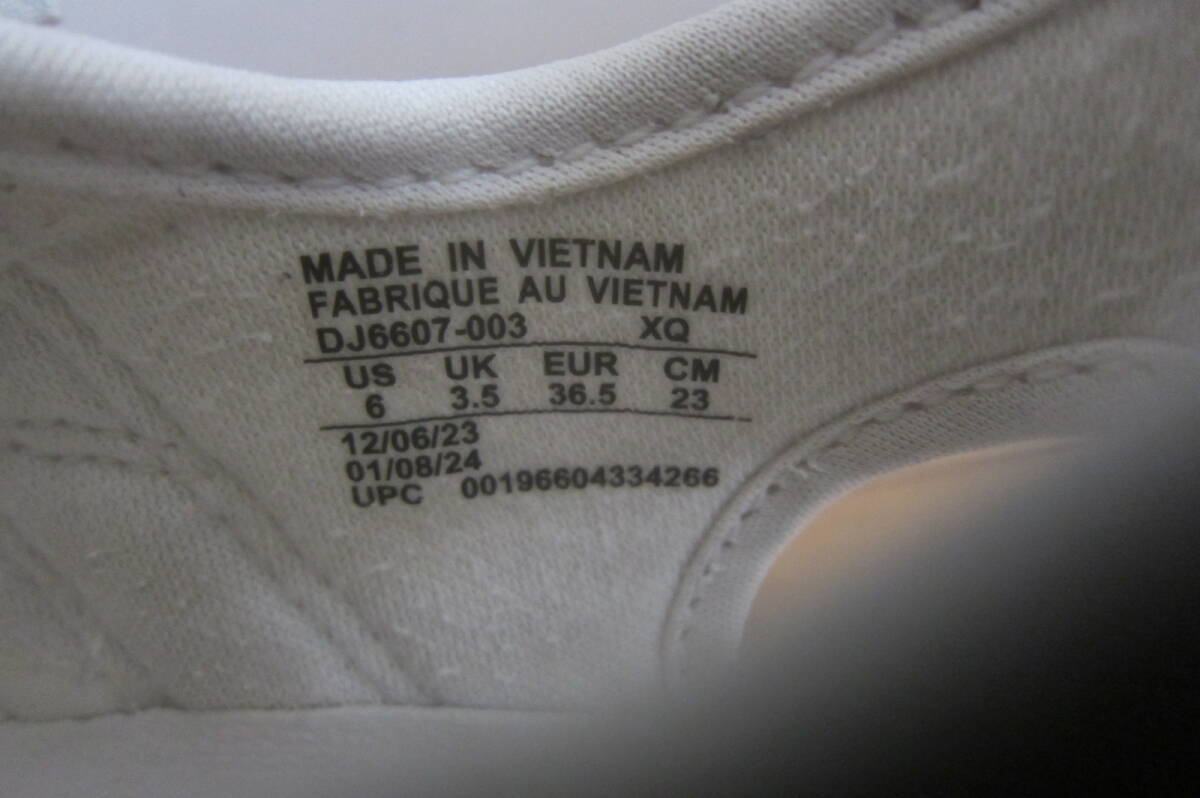 MADE IN VIETNAM
FABRIQUE AU VIETNAM
DJ6607-003 XQ
US UK EUR CM
6 3.5 36.5 23
12/06/23
01/08/24
UPC 00196604334266